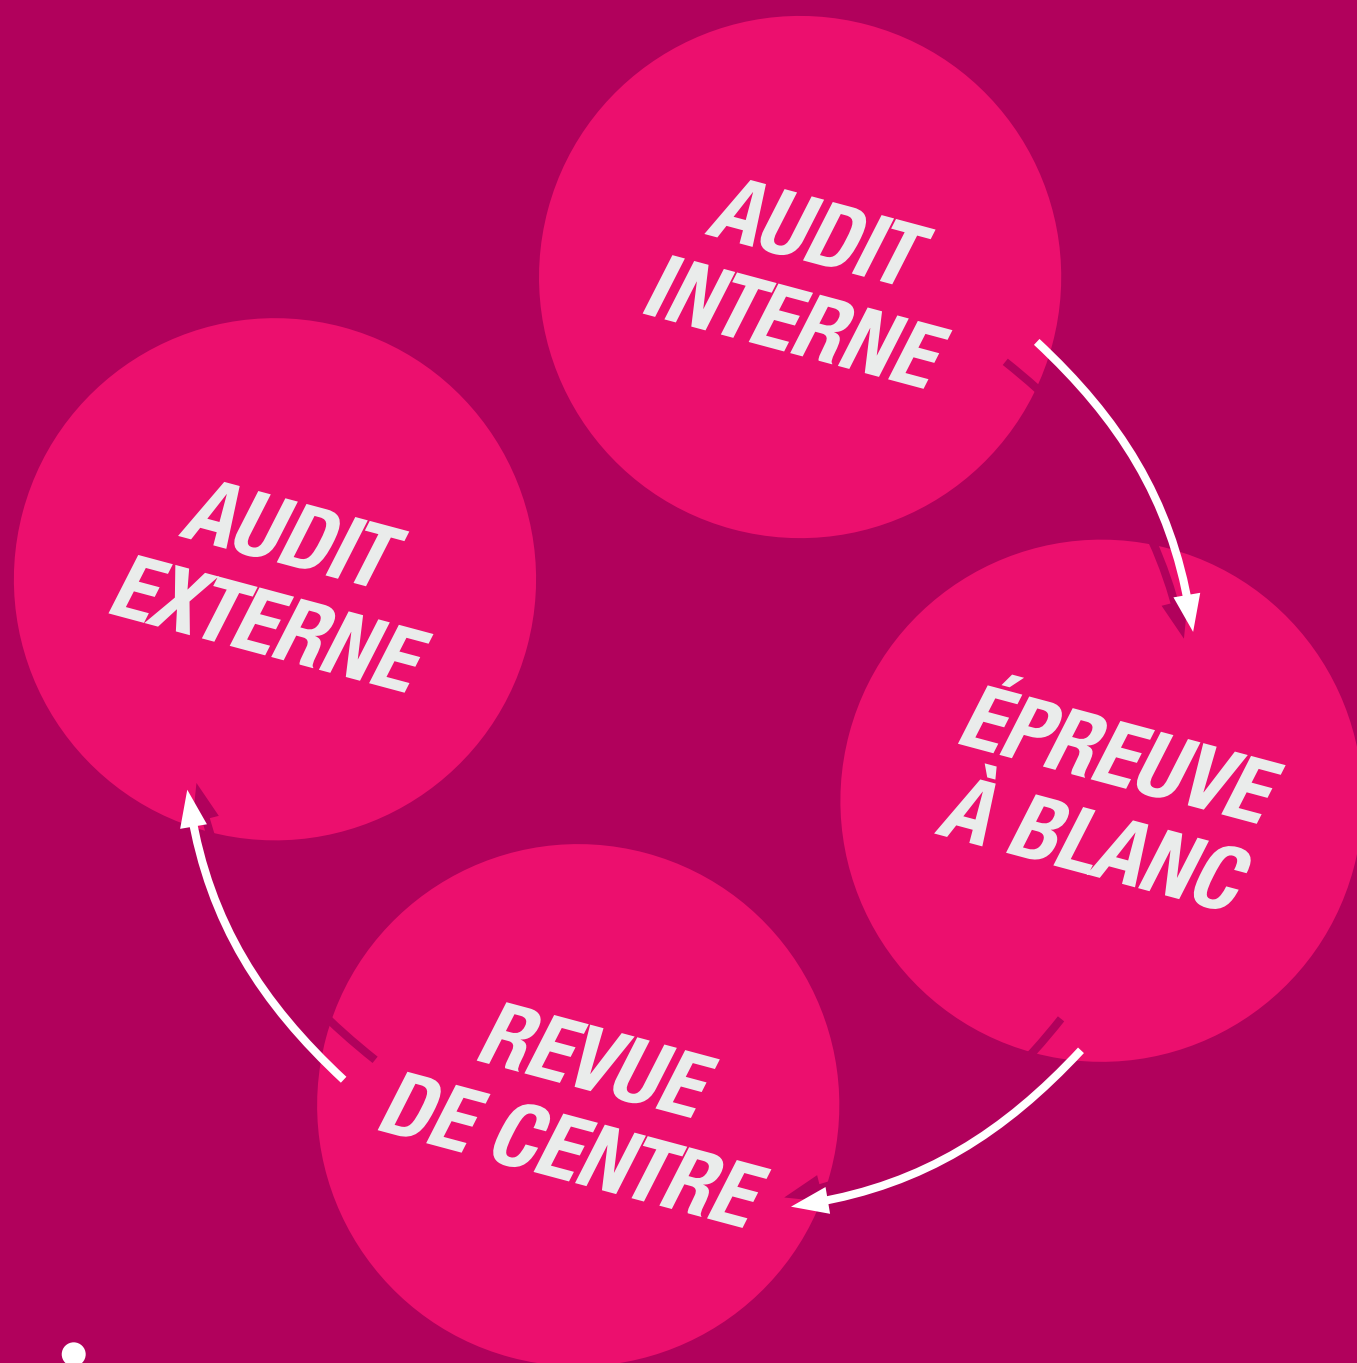 AUDIT
INTERNE
ÉPREUVE
À BLANC
REVUE
DE CENTRE
AUDIT
EXTERNE